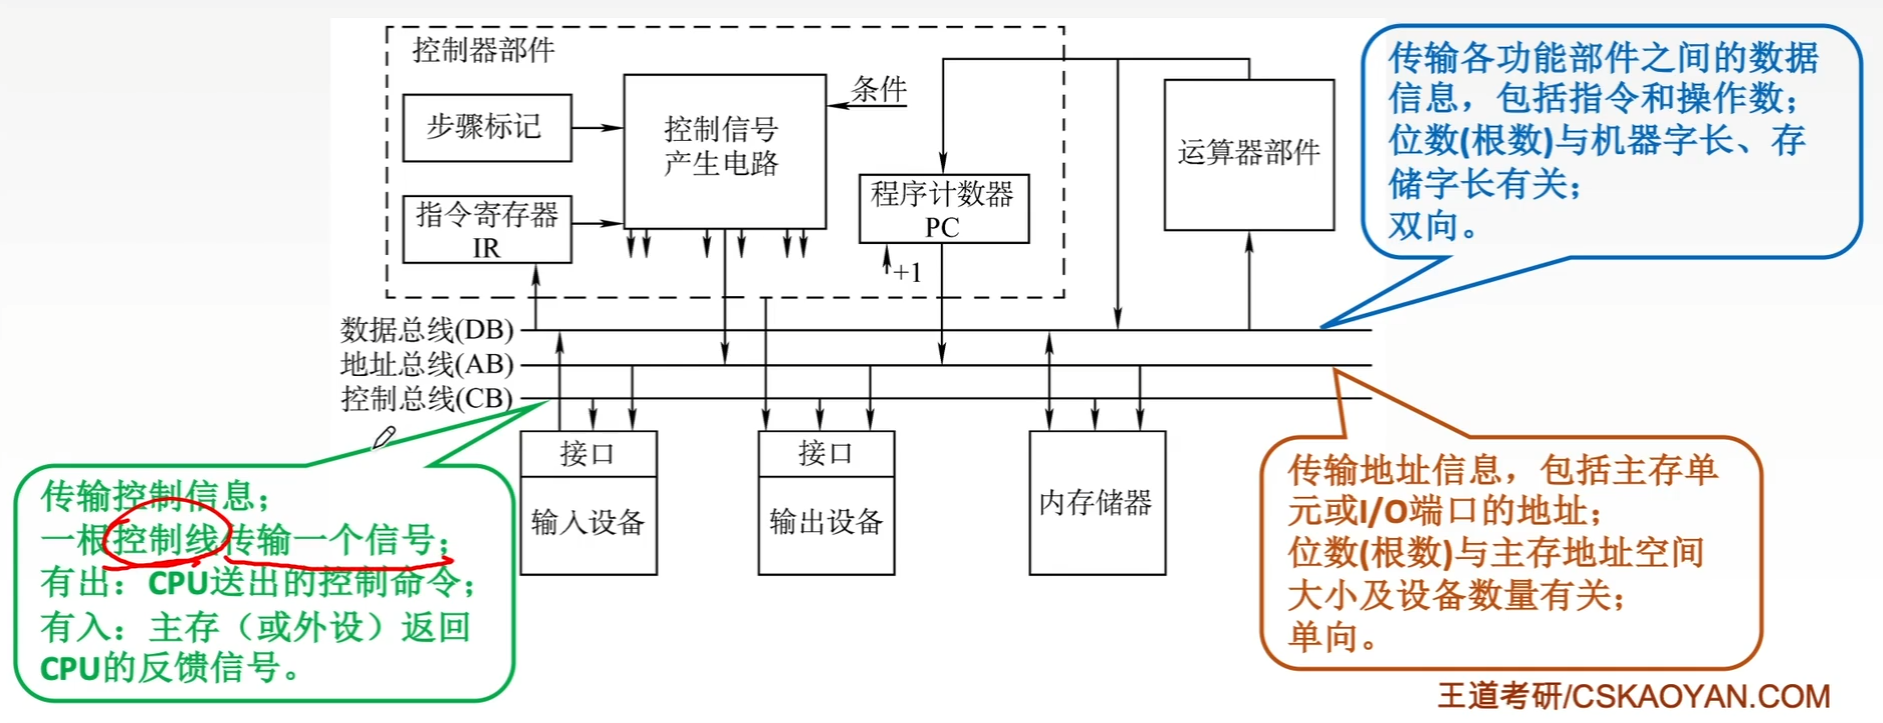 控制器部件
步骤标记
控制信号
产生电路
条件
指令寄存器
IR
程序计数器
PC
+1
运算器部件
数据总线(DB)
地址总线(AB)
控制总线(CB)
接口
输入设备
接口
输出设备
内存储器
传输各功能部件之间的数据
信息，包括指令和操作数；
位数(根数)与机器字长、存
储字长有关；
双向。
传输控制信息；
一根控制线传输一个信号；
有出：CPU送出的控制命令；
有入：主存（或外设）返回
CPU的反馈信号。
传输地址信息，包括主存单
元或I/O端口的地址；
位数(根数)与主存地址空间
大小及设备数量有关；
单向。
王道考研/CSKAOYAN.COM